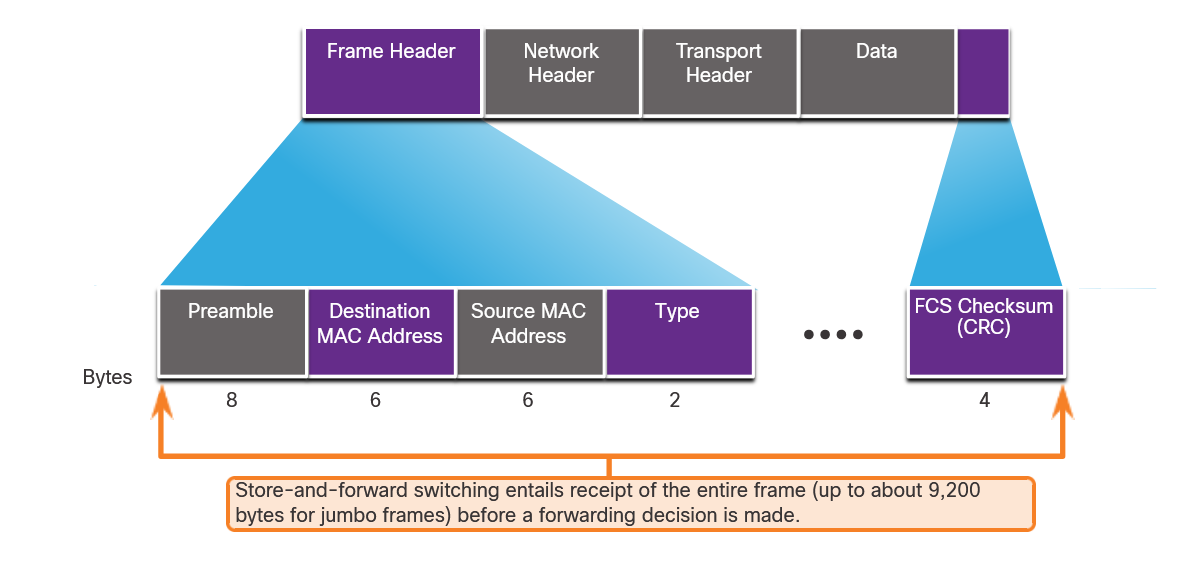 Frame Header
Network
Header
Transport
Header
Data
Preamble
Destination
MAC Address
Source MAC
Address
Type
FCS Checksum
(CRC)
Bytes
8
6
6
2
4
Store-and-forward switching entails receipt of the entire frame (up to about 9,200
bytes for jumbo frames) before a forwarding decision is made.